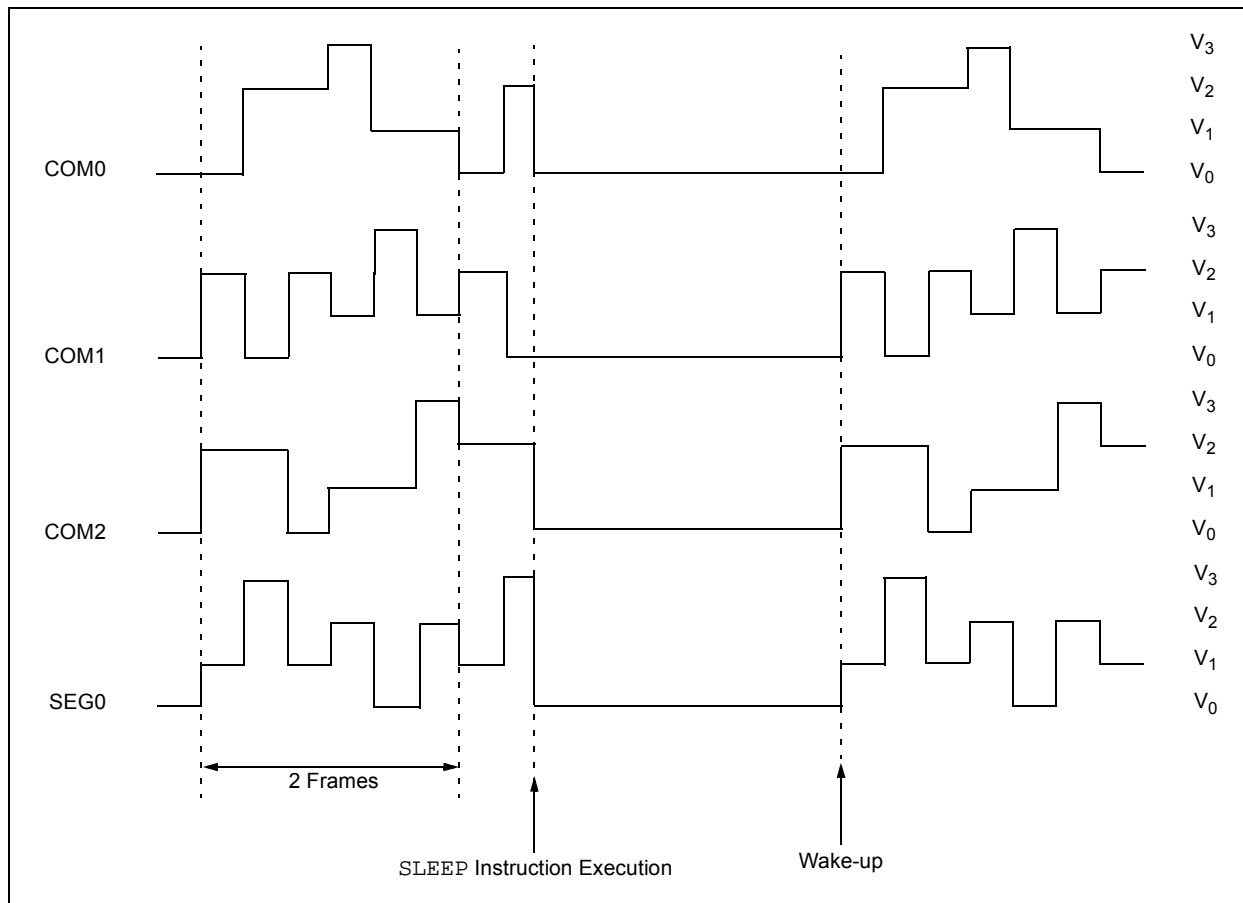 V3
V2
V1
COM0
V0
V3
V2
V1
COM1
V0
V3
V2
V1
COM2
V0
V3
V2
V1
SEG0
V0
2 Frames
SLEEP Instruction Execution
Wake-up